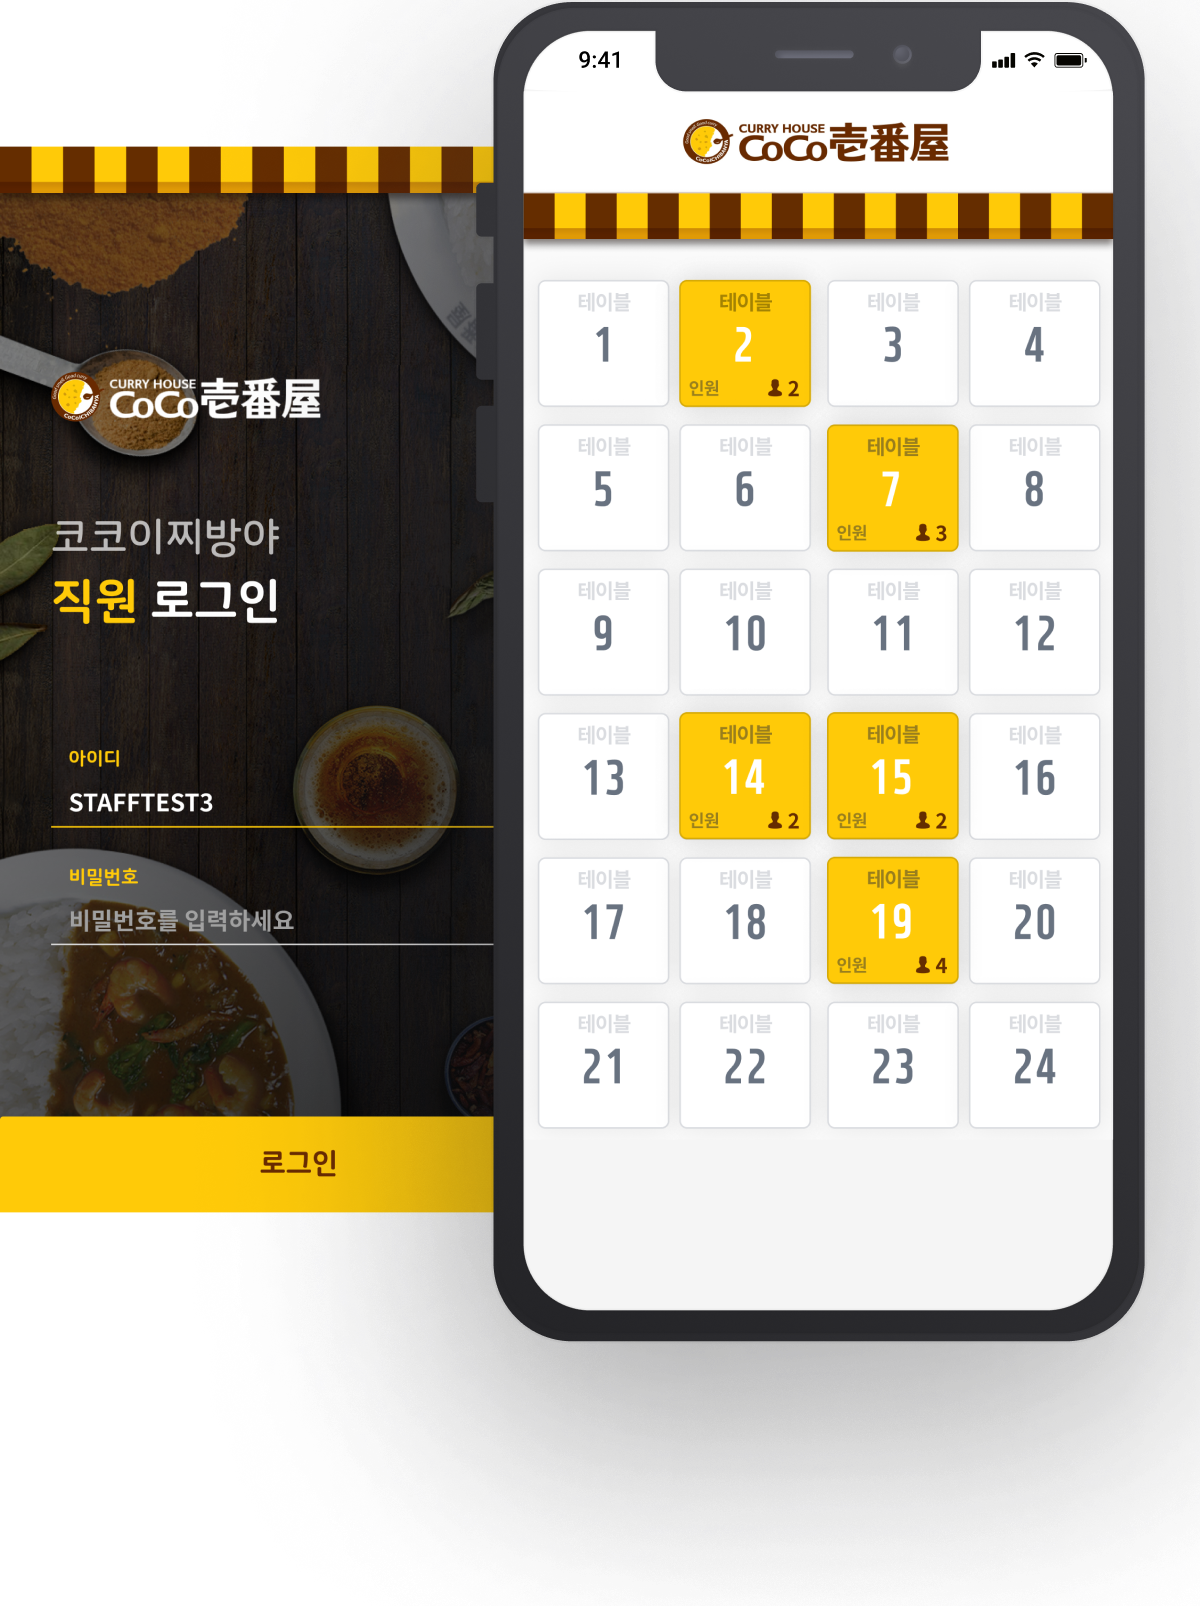 CURRY HOUSE
CoCo壱番屋
코코이찌방야
직원 로그인
아이디
STAFFTEST3
비밀번호
비밀번호를 입력하세요
로그인
9:41
CURRY HOUSE
CoCo壱番屋
테이블 테이블 테이블 테이블
1 2 3 4
인원 2
테이블 테이블 테이블 테이블
5 6 7 8
인원 3
테이블 테이블 테이블 테이블
9 10 11 12
테이블 테이블 테이블 테이블
13 14 15 16
인원 2 인원 2
테이블 테이블 테이블 테이블
17 18 19 20
인원 4
테이블 테이블 테이블 테이블
21 22 23 24